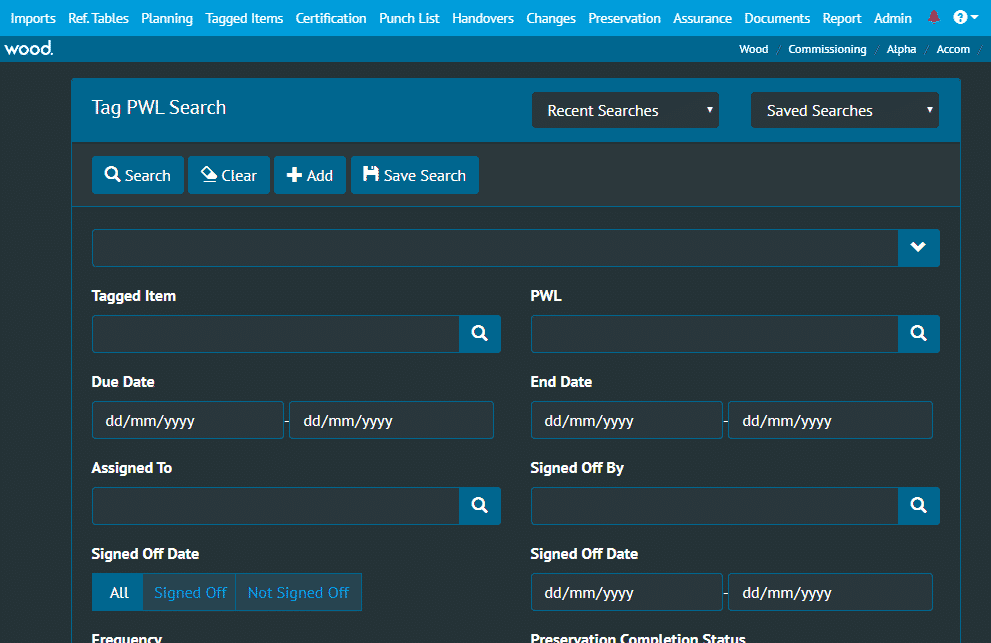 Imports Ref. Tables Planning Tagged Items Certification Punch List Handovers Changes Preservation Assurance Documents Report Admin ?
wood.
Wood / Commissioning / Alpha / Accom /
Tag PWL Search Recent Searches Saved Searches
Search Clear Add Save Search
Tagged Item PWL
Due Date End Date
dd/mm/yyyy - dd/mm/yyyy dd/mm/yyyy - dd/mm/yyyy
Assigned To Signed Off By
Signed Off Date Signed Off Date
All Signed Off Not Signed Off dd/mm/yyyy - dd/mm/yyyy
Frequency Preservation Completion Status